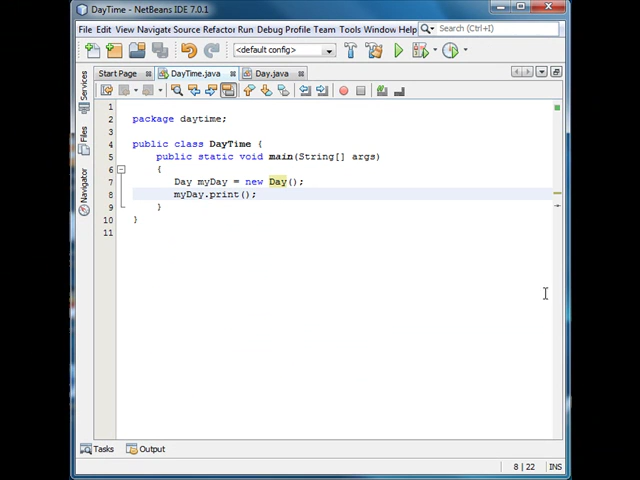 DayTime - NetBeans IDE 7.0.1
File Edit View Navigate Source Refactor Run Debug Profile Team Tools Window Help Search (Ctrl+I)
<default config>
Start Page DayTime.java Day.java
Services
Files
Navigator
1
2 package daytime;
3
4 public class DayTime {
5 public static void main(String[] args)
6 {
7 Day myDay = new Day();
8 myDay.print();
9 }
10 }
11
Tasks Output
8 | 22 INS